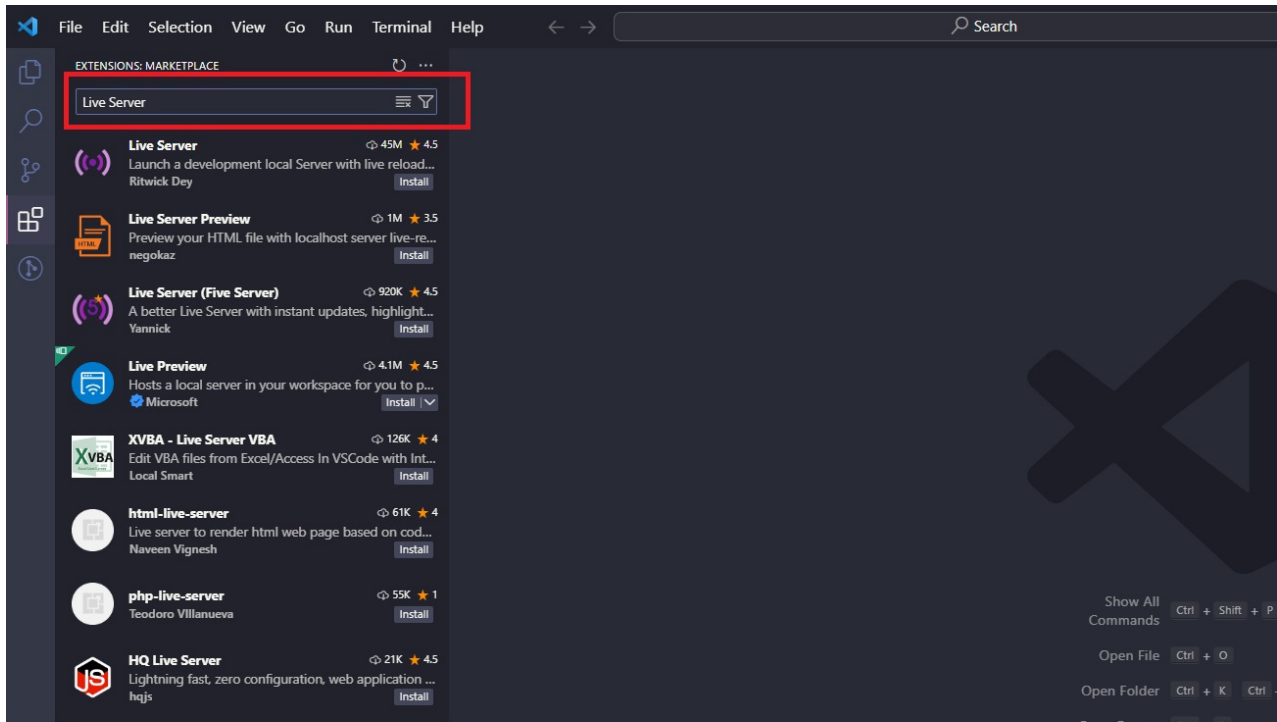 File Edit Selection View Go Run Terminal Help
Search
EXTENSIONS: MARKETPLACE
Live Server
Live Server 45M 4.5
Launch a development local Server with live reload...
Ritwick Dey Install
Live Server Preview 1M 3.5
Preview your HTML file with localhost server live-re...
negokaz Install
HTML
Live Server (Five Server) 920K 4.5
A better Live Server with instant updates, highlight...
Yannick Install
5
Live Preview 4.1M 4.5
Hosts a local server in your workspace for you to p...
Microsoft Install
XVBA - Live Server VBA 126K 4
XVBA
Edit VBA files from Excel/Access In VSCode with Int...
Local Smart Install
html-live-server 61K 4
Live server to render html web page based on cod...
Naveen Vignesh Install
php-live-server 55K 1
Teodoro VIllanueva Install
HQ Live Server 21K 4.5
JS
Lightning fast, zero configuration, web application ...
hqjs Install
Show All
Commands Ctrl + Shift + P
Open File Ctrl + O
Open Folder Ctrl + K Ctrl